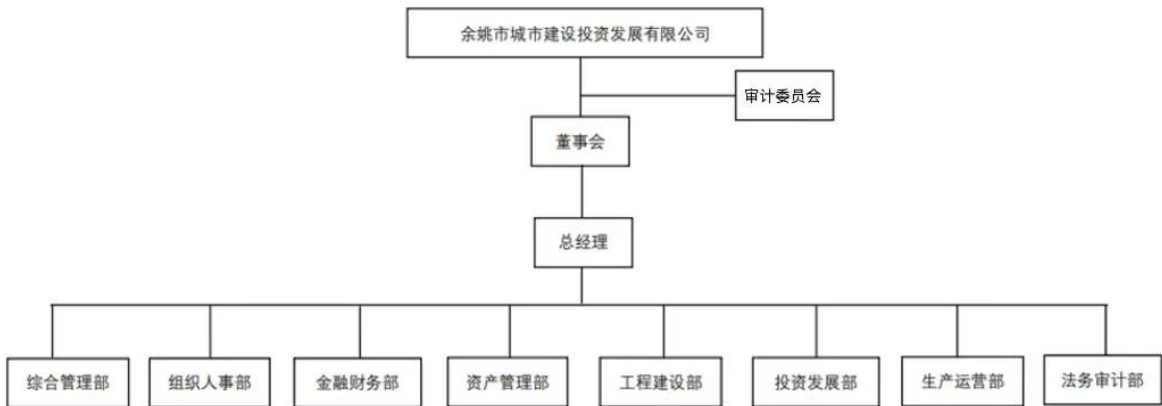 余姚市城市建设投资发展有限公司
审计委员会
董事会
总经理
综合管理部
组织人事部
金融财务部
资产管理部
工程建设部
投资发展部
生产运营部
法务审计部